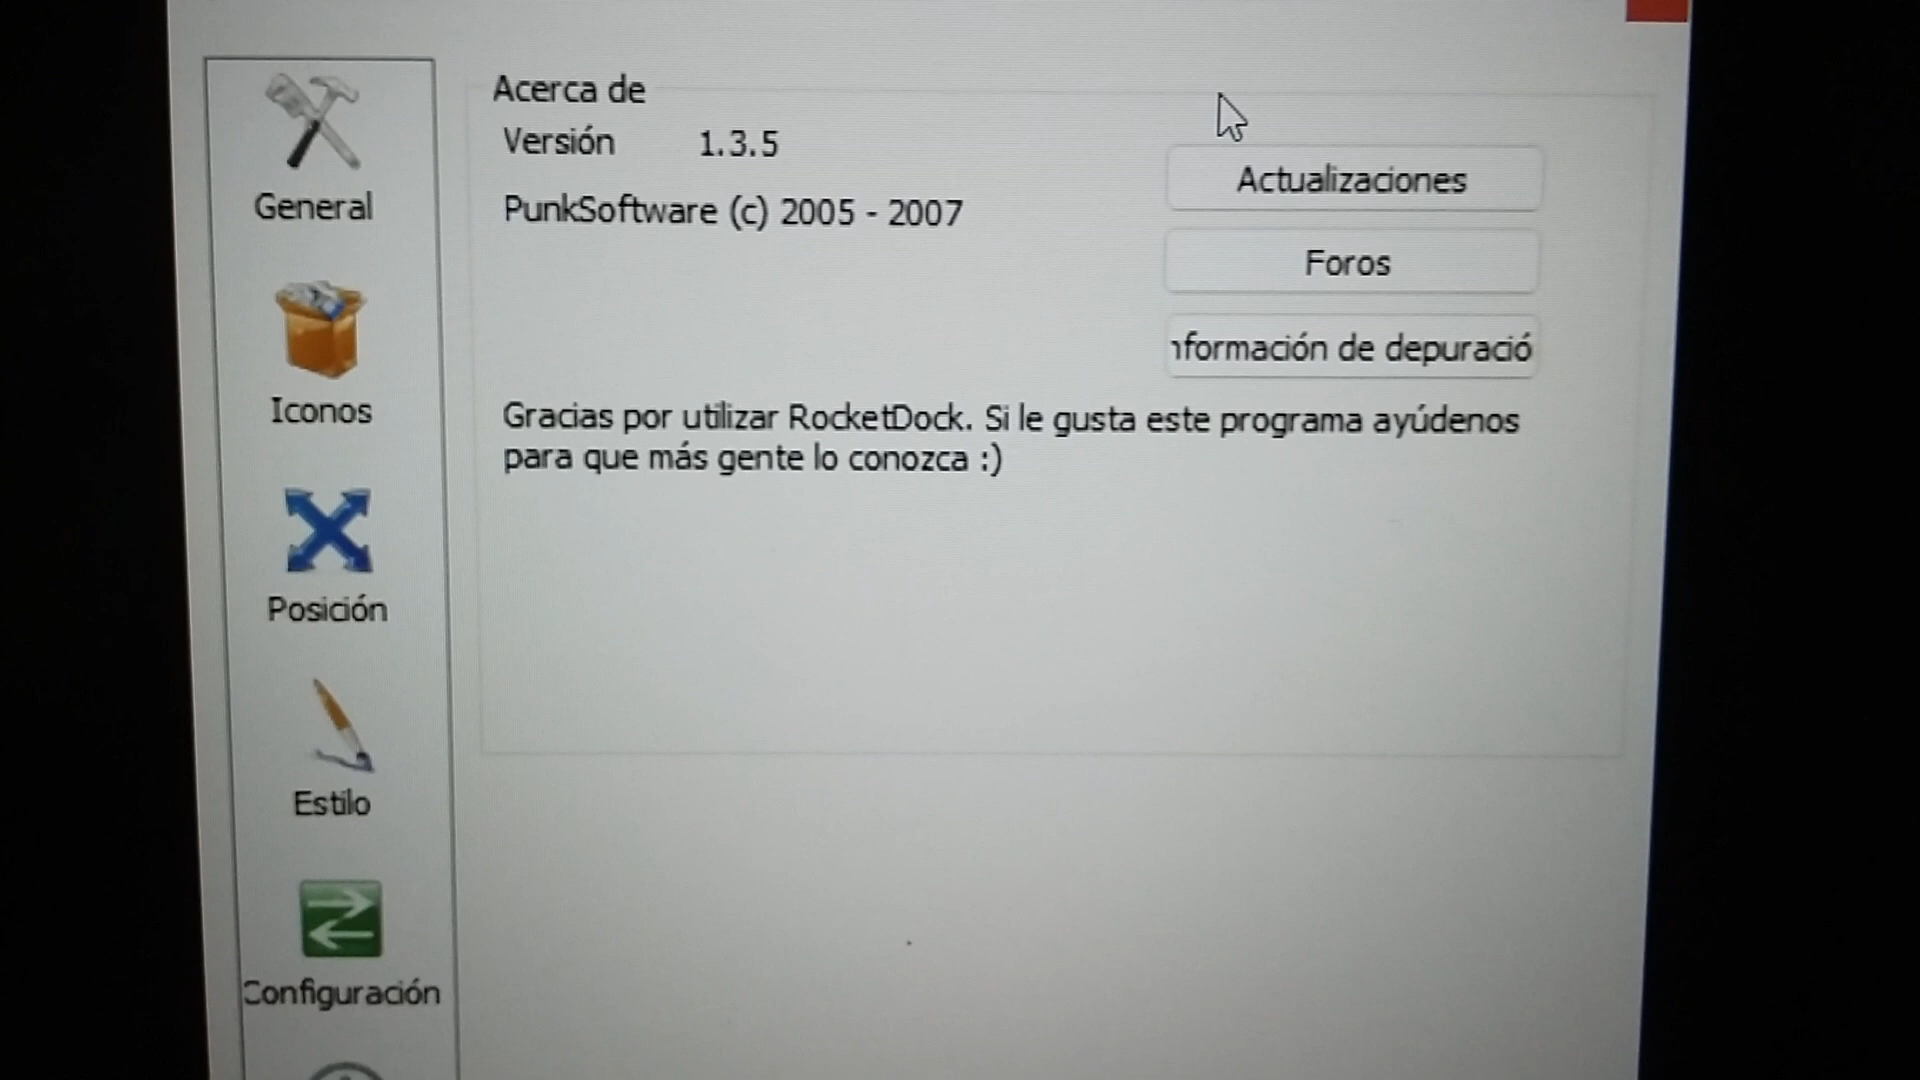 Acerca de
Versión 1.3.5
PunkSoftware (c) 2005 - 2007
Actualizaciones
Foros
nformación de depuració
Gracias por utilizar RocketDock. Si le gusta este programa ayúdenos
para que más gente lo conozca :)
General
Iconos
Posición
Estilo
Configuración